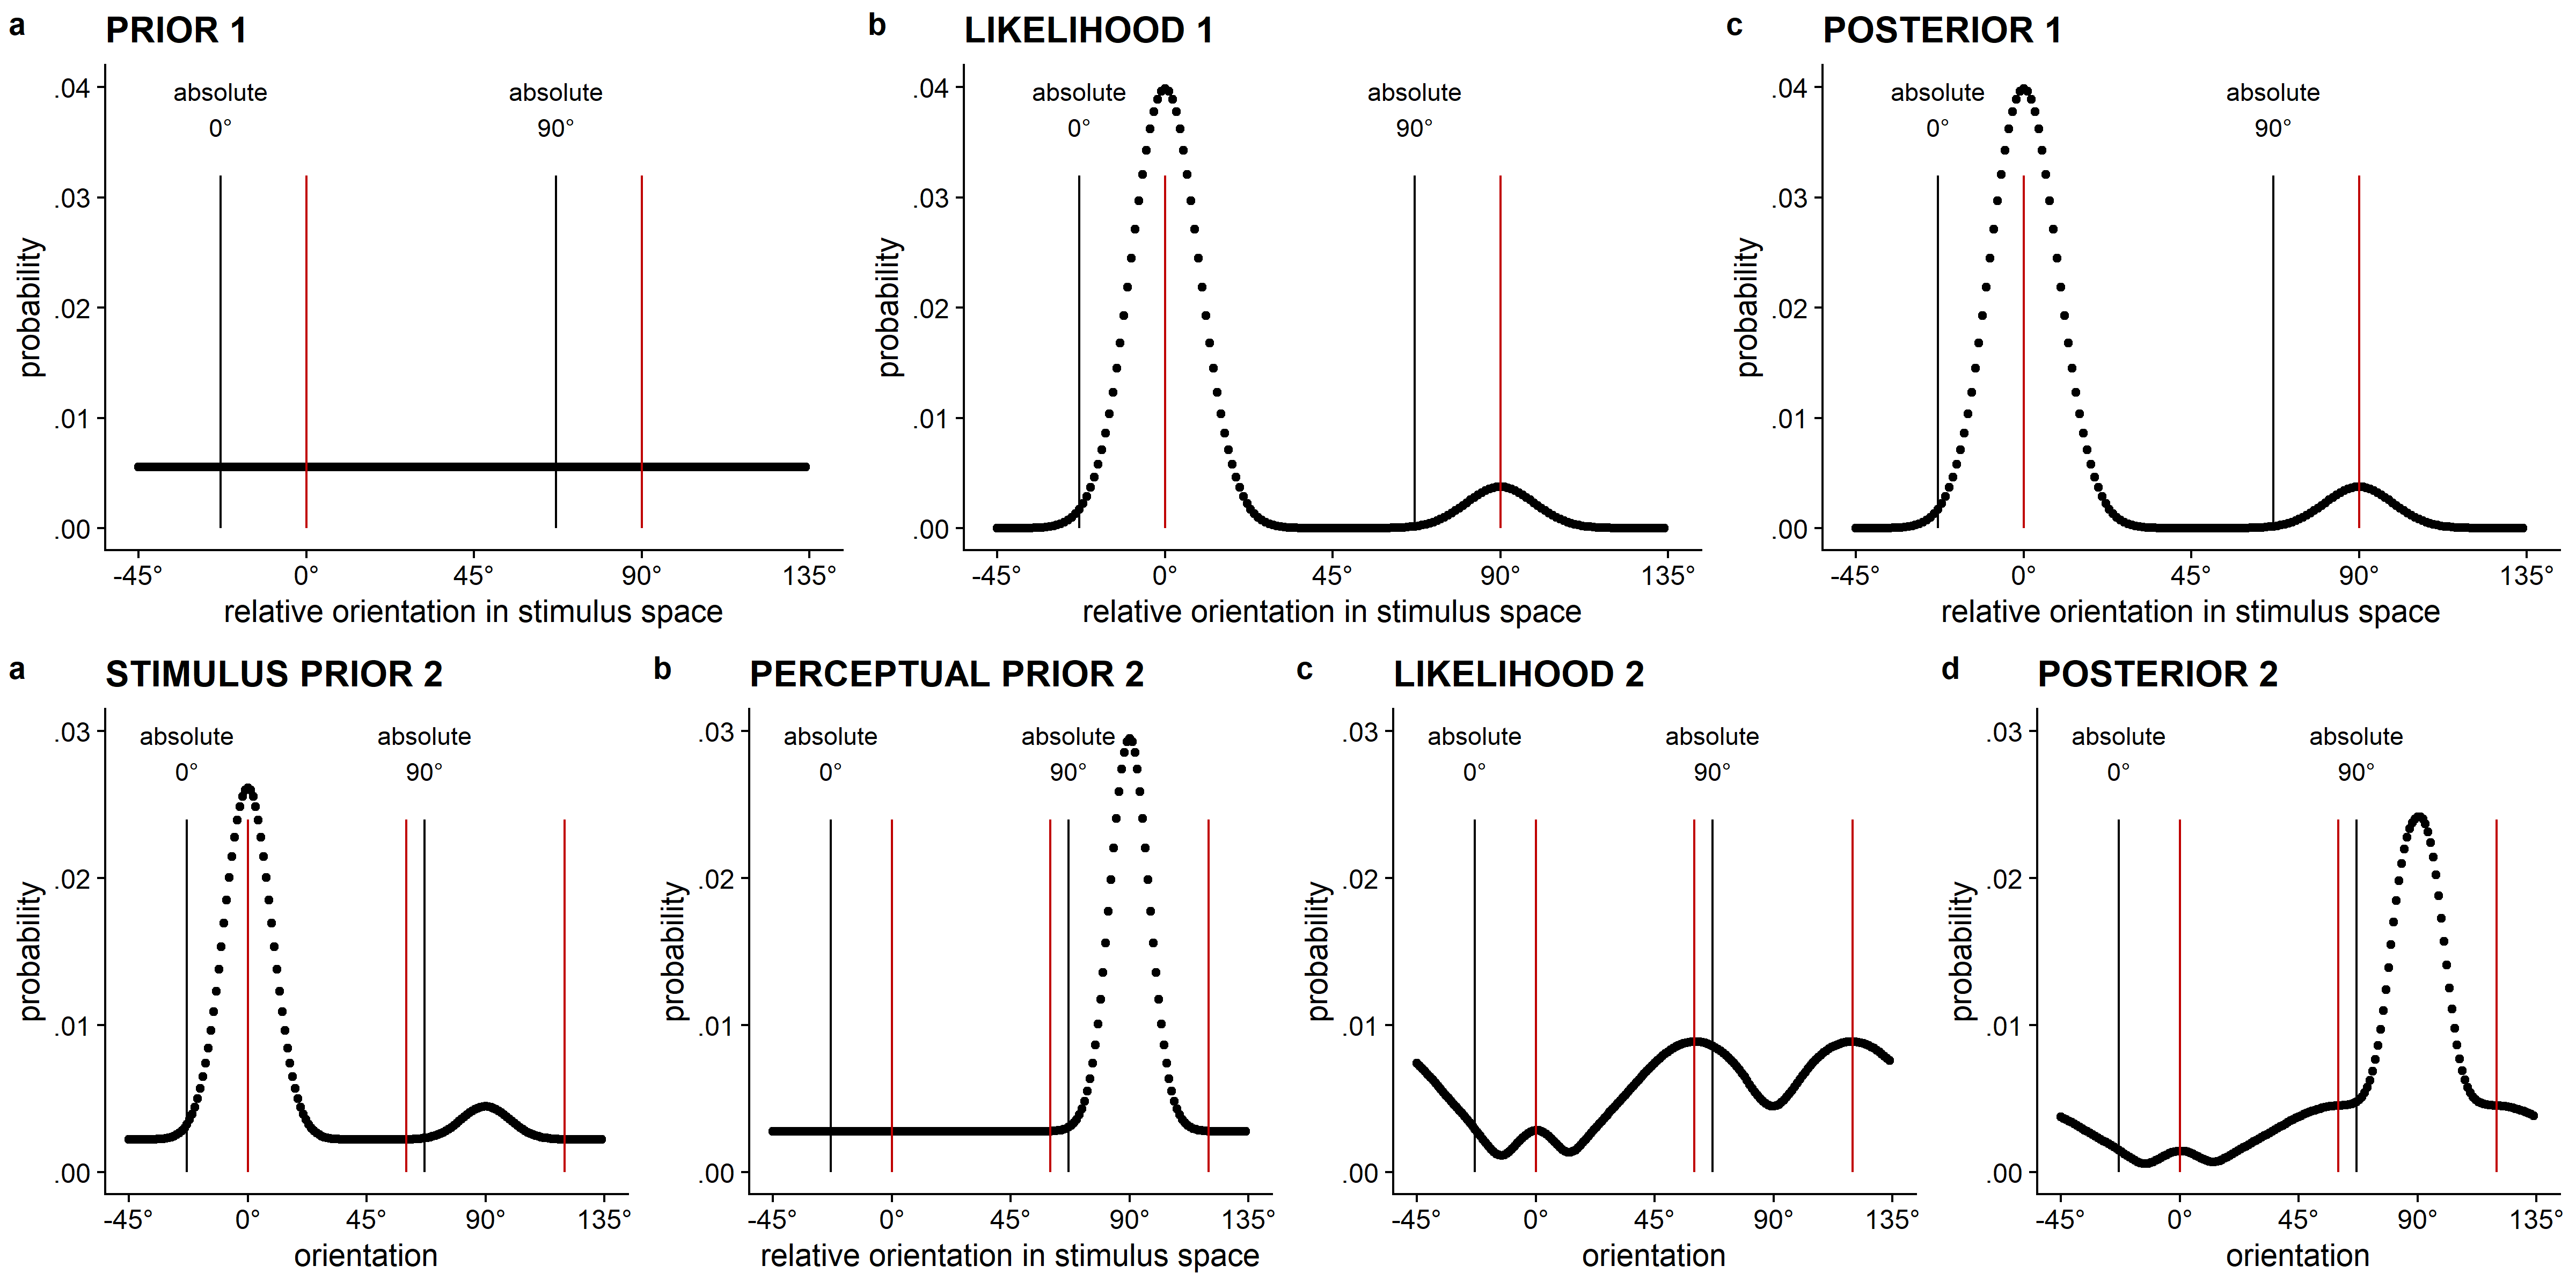 a PRIOR 1
absolute absolute
0° 90°
.04
.03
.02
.01
.00
probability
-45° 0° 45° 90° 135°
relative orientation in stimulus space
b LIKELIHOOD 1
absolute absolute
0° 90°
.04
.03
.02
.01
.00
probability
-45° 0° 45° 90° 135°
relative orientation in stimulus space
c POSTERIOR 1
absolute absolute
0° 90°
.04
.03
.02
.01
.00
probability
-45° 0° 45° 90° 135°
relative orientation in stimulus space
a STIMULUS PRIOR 2
absolute absolute
0° 90°
.03
.02
.01
.00
probability
-45° 0° 45° 90° 135°
orientation
b PERCEPTUAL PRIOR 2
absolute absolute
0° 90°
.03
.02
.01
.00
probability
-45° 0° 45° 90° 135°
relative orientation in stimulus space
c LIKELIHOOD 2
absolute absolute
0° 90°
.03
.02
.01
.00
probability
-45° 0° 45° 90° 135°
orientation
d POSTERIOR 2
absolute absolute
0° 90°
.03
.02
.01
.00
probability
-45° 0° 45° 90° 135°
orientation